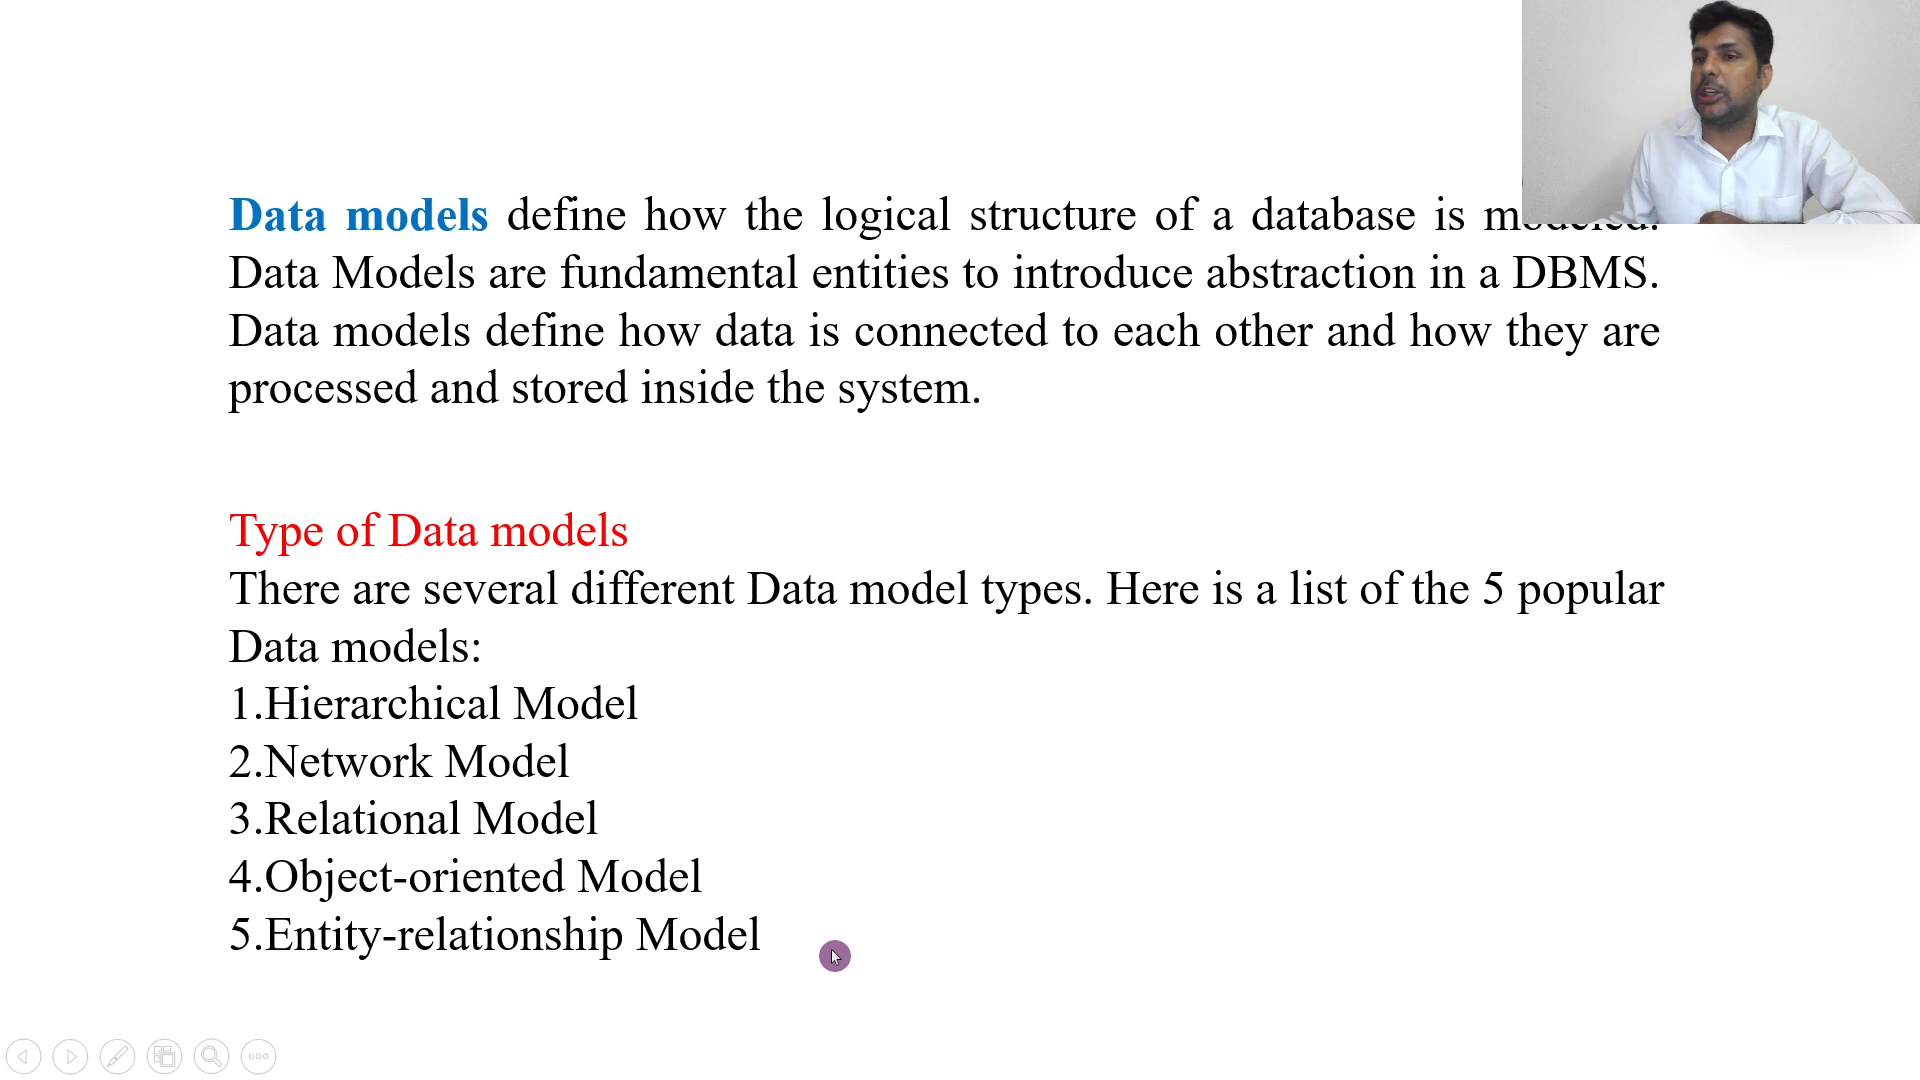 Data models define how the logical structure of a database is modeled.
Data Models are fundamental entities to introduce abstraction in a DBMS.
Data models define how data is connected to each other and how they are
processed and stored inside the system.
Type of Data models
There are several different Data model types. Here is a list of the 5 popular
Data models:
1.Hierarchical Model
2.Network Model
3.Relational Model
4.Object-oriented Model
5.Entity-relationship Model